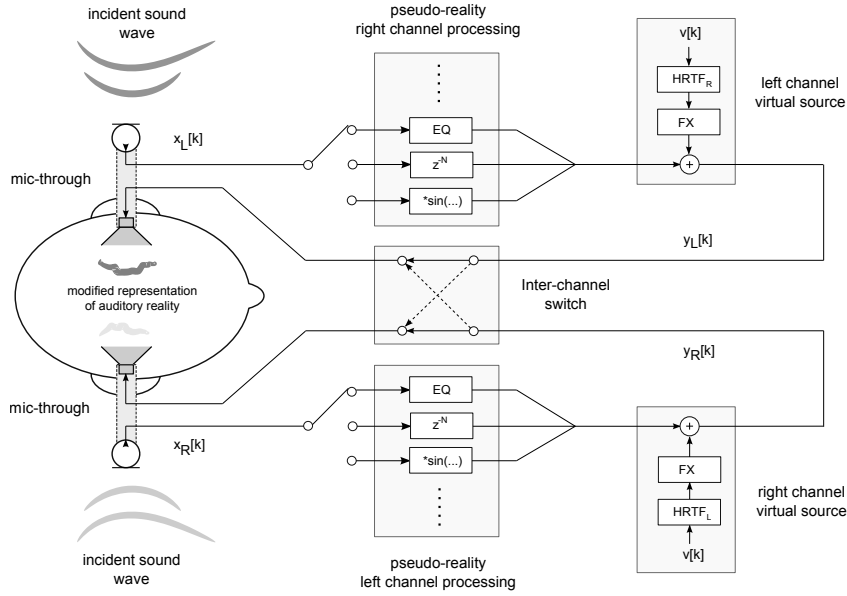 incident sound
wave
pseudo-reality
right channel processing
v[k]
HRTF_R
FX
left channel
virtual source
x_L[k]
EQ
z^-N
*sin(...)
mic-through
y_L[k]
modified representation
of auditory reality
Inter-channel
switch
y_R[k]
mic-through
x_R[k]
EQ
z^-N
*sin(...)
FX
HRTF_L
v[k]
right channel
virtual source
incident sound
wave
pseudo-reality
left channel processing